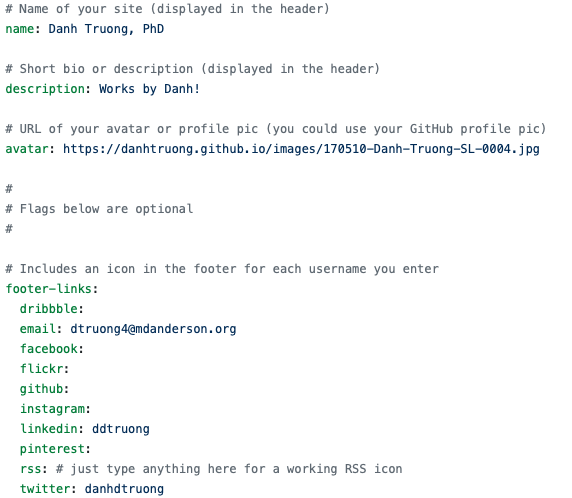 # Name of your site (displayed in the header)
name: Danh Truong, PhD
# Short bio or description (displayed in the header)
description: Works by Danh!
# URL of your avatar or profile pic (you could use your GitHub profile pic)
avatar: https://danhtruong.github.io/images/170510-Danh-Truong-SL-0004.jpg
#
# Flags below are optional
#
# Includes an icon in the footer for each username you enter
footer-links:
  dribbble:
  email: dtruong4@mdanderson.org
  facebook:
  flickr:
  github:
  instagram:
  linkedin: ddtruong
  pinterest:
  rss: # just type anything here for a working RSS icon
  twitter: danhdtruong